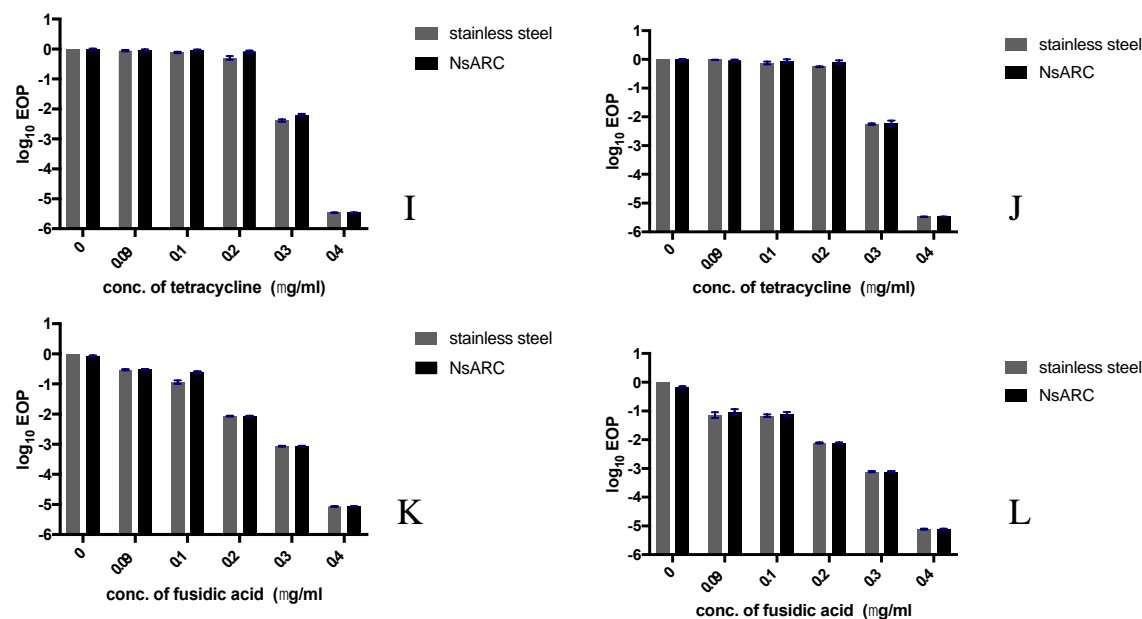 1
0
-1
-2
-3
-4
-5
-6
log10 EOP
0
0.09
0.1
0.2
0.3
0.4
conc. of tetracycline (mg/ml)
stainless steel
NsARC
I
1
0
-1
-2
-3
-4
-5
-6
log10 EOP
0
0.09
0.1
0.2
0.3
0.4
conc. of tetracycline (mg/ml)
stainless steel
NsARC
J
1
0
-1
-2
-3
-4
-5
-6
log10 EOP
0
0.09
0.1
0.2
0.3
0.4
conc. of fusidic acid (mg/ml
stainless steel
NsARC
K
1
0
-1
-2
-3
-4
-5
-6
log10 EOP
0
0.09
0.1
0.2
0.3
0.4
conc. of fusidic acid (mg/ml
stainless steel
NsARC
L